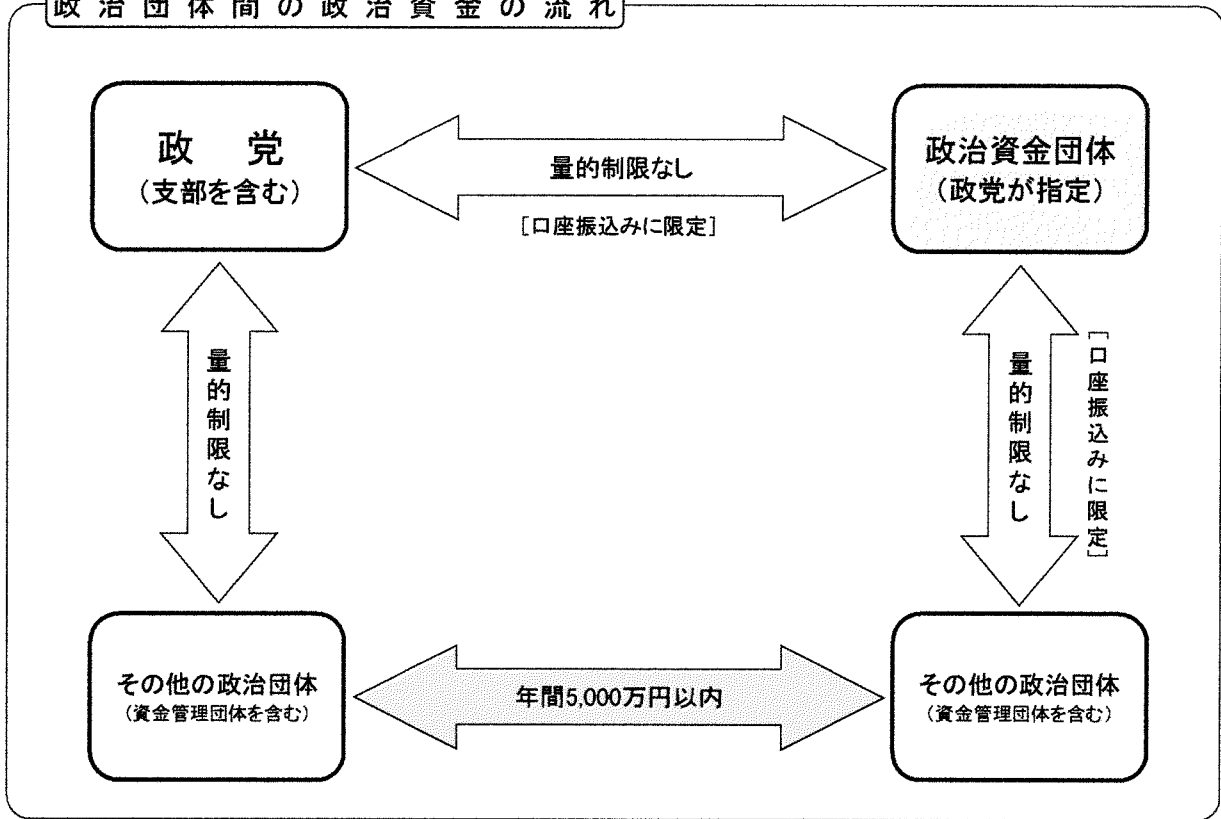 政治団体間の政治資金の流れ
政党
(支部を含む)
量的制限なし
[口座振込みに限定]
政治資金団体
(政党が指定)
量的制限なし
量的制限なし
[口座振込みに限定]
その他の政治団体
(資金管理団体を含む)
年間5,000万円以内
その他の政治団体
(資金管理団体を含む)